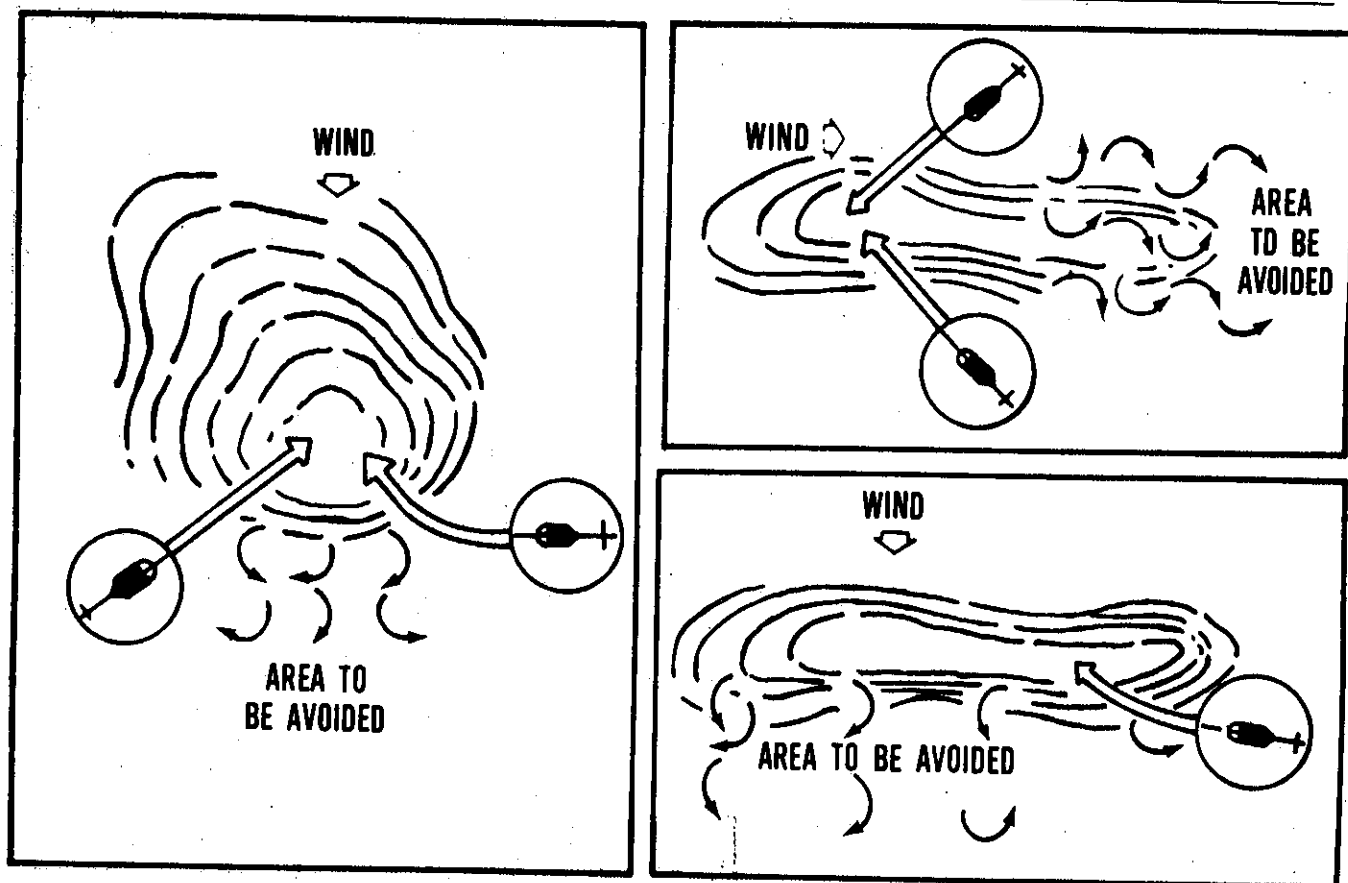 WIND
AREA TO
BE AVOIDED
WIND
AREA
TO BE
AVOIDED
WIND
AREA TO BE AVOIDED